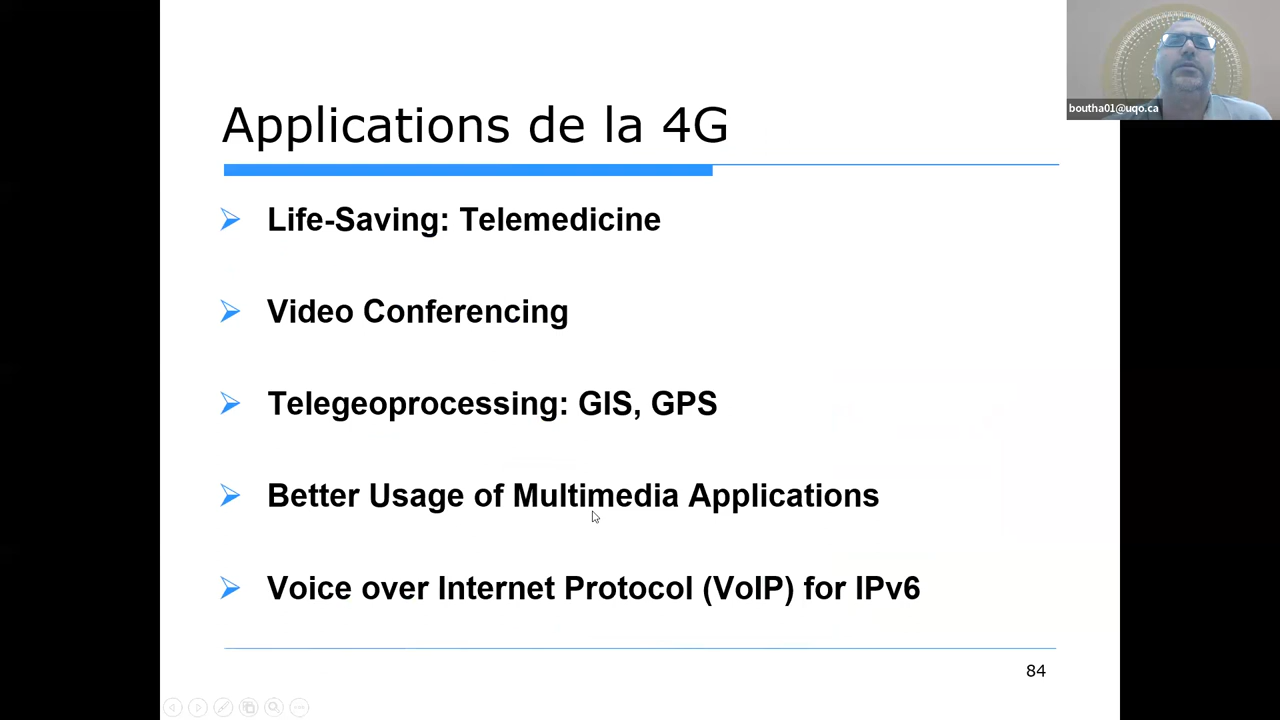 boutha01@uqo.ca
Applications de la 4G
Life-Saving: Telemedicine
Video Conferencing
Telegeoprocessing: GIS, GPS
Better Usage of Multimedia Applications
Voice over Internet Protocol (VoIP) for IPv6
84